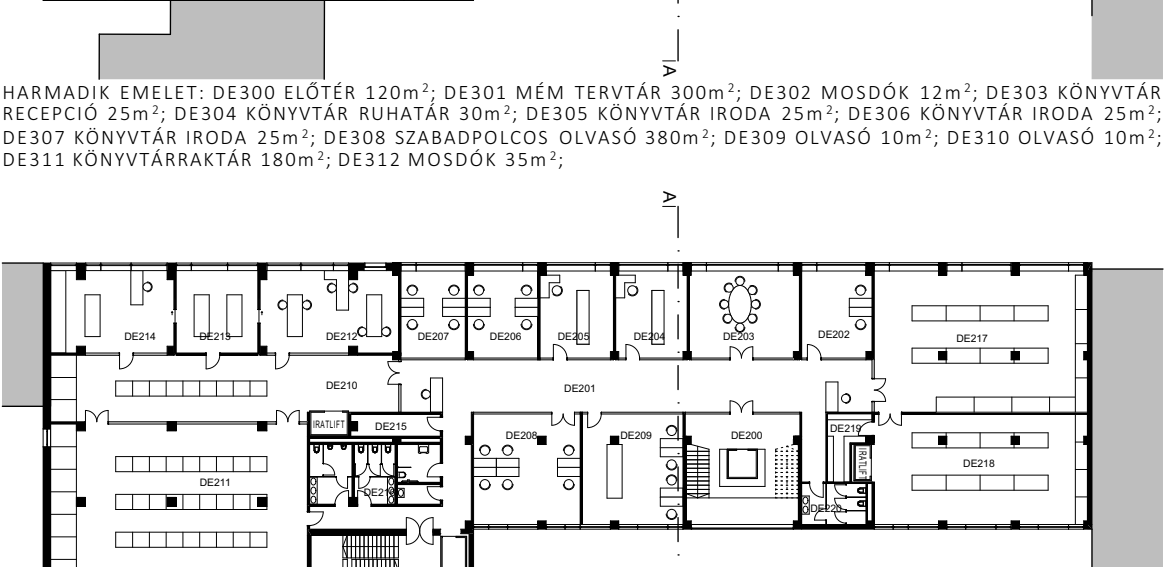 A
HARMADIK EMELET: DE300 ELŐTÉR 120m²; DE301 MÉM TERVTÁR 300m²; DE302 MOSDÓK 12m²; DE303 KÖNYVTÁR
RECEPCIÓ 25m²; DE304 KÖNYVTÁR RUHATÁR 30m²; DE305 KÖNYVTÁR IRODA 25m²; DE306 KÖNYVTÁR IRODA 25m²;
DE307 KÖNYVTÁR IRODA 25m²; DE308 SZABADPOLCOS OLVASÓ 380m²; DE309 OLVASÓ 10m²; DE310 OLVASÓ 10m²;
DE311 KÖNYVTÁRRAKTÁR 180m²; DE312 MOSDÓK 35m²;
A
DE214 DE213 DE212 DE207 DE206 DE205 DE204 DE203 DE202 DE217
DE210 DE201
IRATLIFT DE215 DE208 DE209 DE200 DE219
IRATLIFT DE218
DE211
DE220